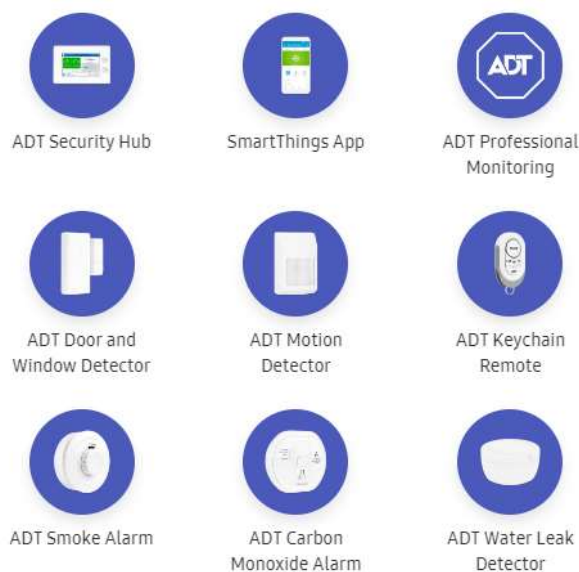 ADT
ADT Security Hub
SmartThings App
ADT Professional
Monitoring
ADT Door and
Window Detector
ADT Motion
Detector
ADT Keychain
Remote
ADT Smoke Alarm
ADT Carbon
Monoxide Alarm
ADT Water Leak
Detector